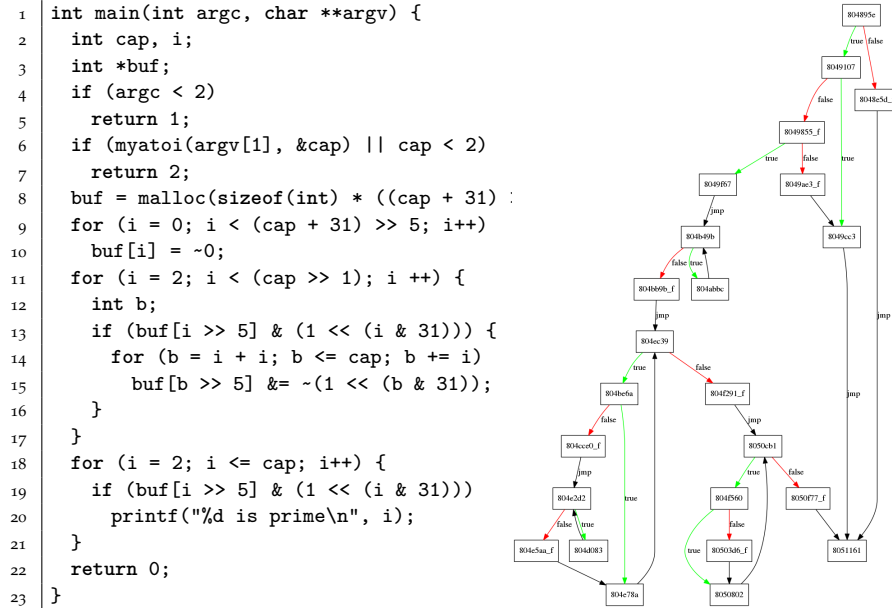 1 int main(int argc, char **argv) {
2 int cap, i;
3 int *buf;
4 if (argc < 2)
5 return 1;
6 if (myatoi(argv[1], &cap) || cap < 2)
7 return 2;
8 buf = malloc(sizeof(int) * ((cap + 31)
9 for (i = 0; i < (cap + 31) >> 5; i++)
10 buf[i] = ~0;
11 for (i = 2; i < (cap >> 1); i ++) {
12 int b;
13 if (buf[i >> 5] & (1 << (i & 31))) {
14 for (b = i + i; b <= cap; b += i)
15 buf[b >> 5] &= ~(1 << (b & 31));
16 }
17 }
18 for (i = 2; i <= cap; i++) {
19 if (buf[i >> 5] & (1 << (i & 31)))
20 printf("%d is prime\n", i);
21 }
22 return 0;
23 }
804895e
true false
8049107
8048e5d_
false
8049855_f
true false true
8049f67 8049ae3_f
jmp
804b49b 8049cc3
false true
804bb9b_f 804abbc
jmp jmp
804ec39
true false
804be6a 804f291_f
false jmp jmp
804cce0_f 8050cb1
jmp true false
804e2d2 804f560 8050f77_f
true
false true false
804e5aa_f 804d083 true 80503d6_f 8051161
804e78a 8050802